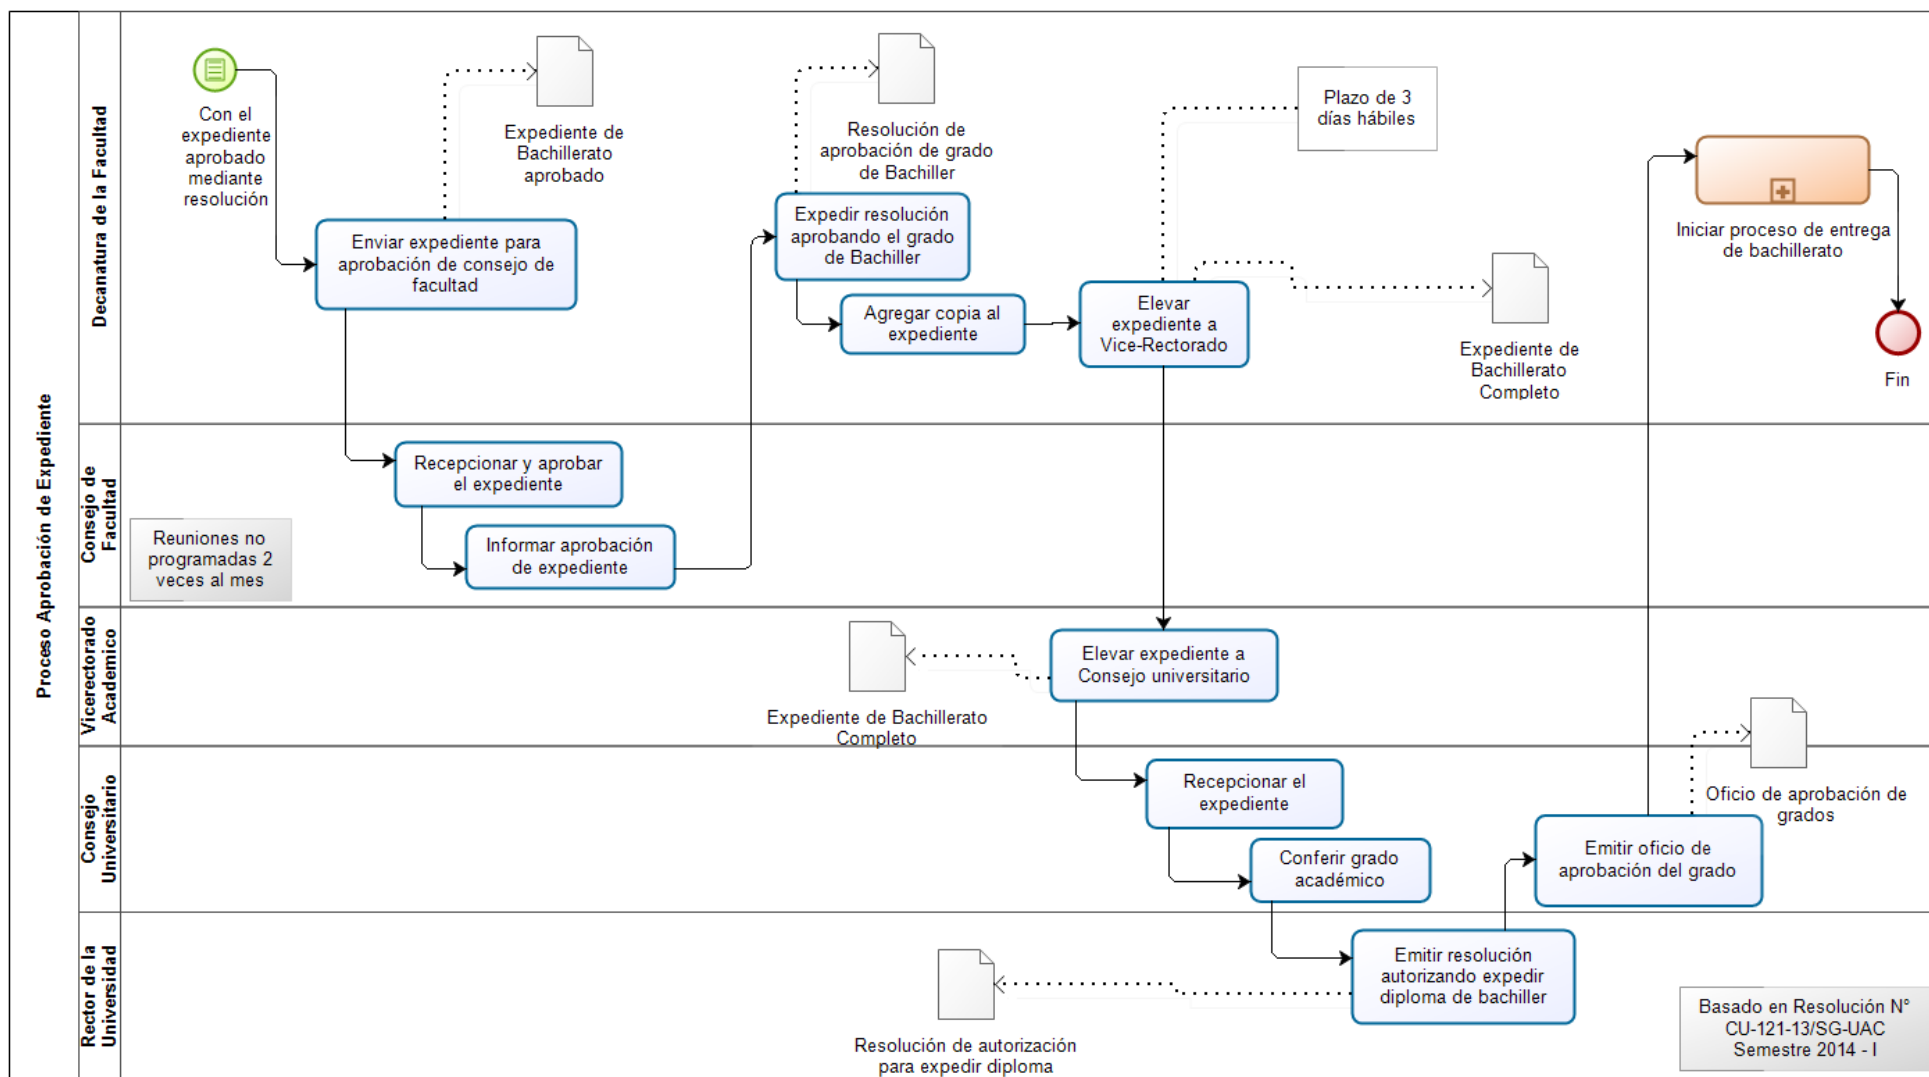 Proceso Aprobación de Expediente
Decanatura de la Facultad
Con el
expediente
aprobado
mediante
resolución
Expediente de
Bachillerato
aprobado
Enviar expediente para
aprobación de consejo de
facultad
Resolución de
aprobación de grado
de Bachiller
Expedir resolución
aprobando el grado
de Bachiller
Agregar copia al
expediente
Elevar
expediente a
Vice-Rectorado
Plazo de 3
días hábiles
Expediente de
Bachillerato
Completo
Iniciar proceso de entrega
de bachillerato
Fin
Consejo de
Facultad
Reuniones no
programadas 2
veces al mes
Recepcionar y aprobar
el expediente
Informar aprobación
de expediente
Vicerectorado
Academico
Expediente de Bachillerato
Completo
Elevar expediente a
Consejo universitario
Consejo
Universitario
Recepcionar el
expediente
Conferir grado
académico
Emitir oficio de
aprobación del grado
Oficio de aprobación de
grados
Rector de la
Universidad
Resolución de autorización
para expedir diploma
Emitir resolución
autorizando expedir
diploma de bachiller
Basado en Resolución N°
CU-121-13/SG-UAC
Semestre 2014 - I